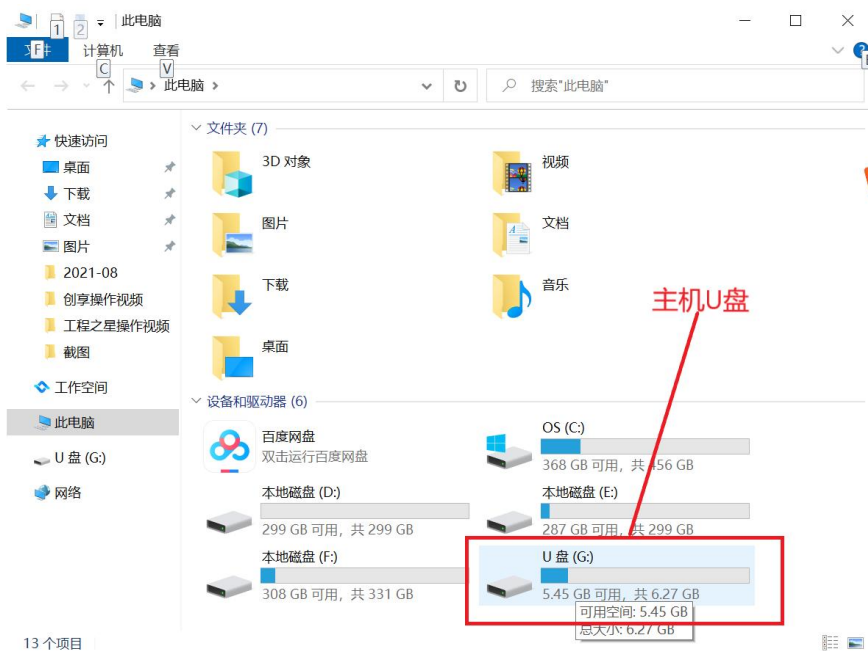 此电脑
1
2
F
计算机
查看
C
V
此电脑
搜索"此电脑"
快速访问
桌面
下载
文档
图片
2021-08
创享操作视频
工程之星操作视频
截图
工作空间
此电脑
U 盘 (G:)
网络
文件夹 (7)
3D 对象
视频
图片
文档
下载
音乐
桌面
主机U盘
设备和驱动器 (6)
百度网盘
双击运行百度网盘
OS (C:)
368 GB 可用，共 456 GB
本地磁盘 (D:)
299 GB 可用，共 299 GB
本地磁盘 (E:)
287 GB 可用，共 299 GB
本地磁盘 (F:)
308 GB 可用，共 331 GB
U 盘 (G:)
5.45 GB 可用，共 6.27 GB
可用空间: 5.45 GB
总大小: 6.27 GB
13 个项目